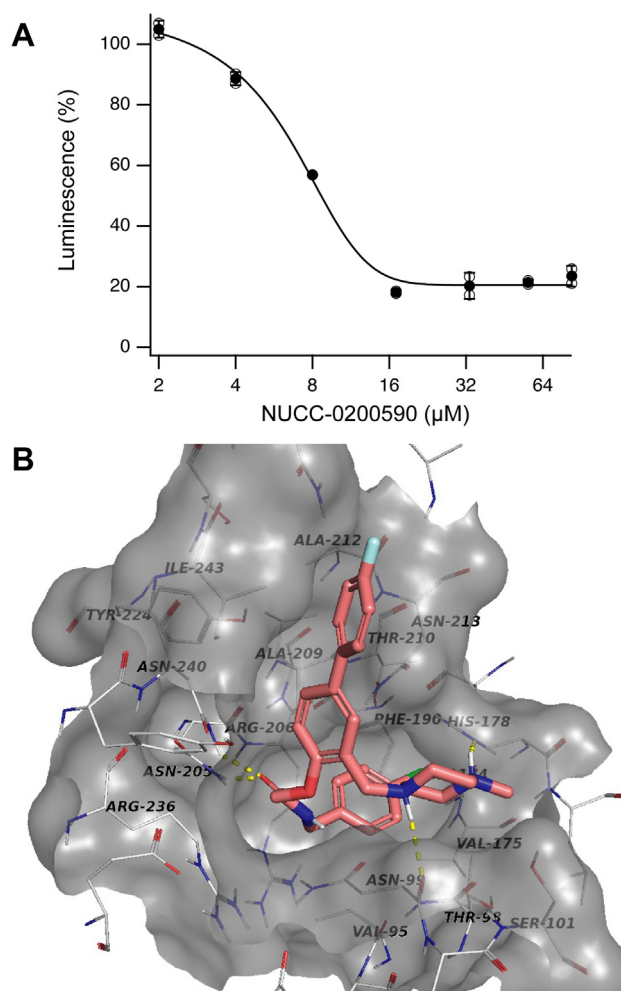 A
100
80
60
40
20
0
Luminescence (%)
2 4 8 16 32 64
NUCC-0200590 (µM)
B
ALA-212
ILE-243
TYR-224
ASN-213
THR-210
ASN-240
ALA-209
ARG-206
PHE-190 HIS-178
ASN-205
ARG-236
VAL-175
ASN-99
THR-98
SER-101
VAL-95